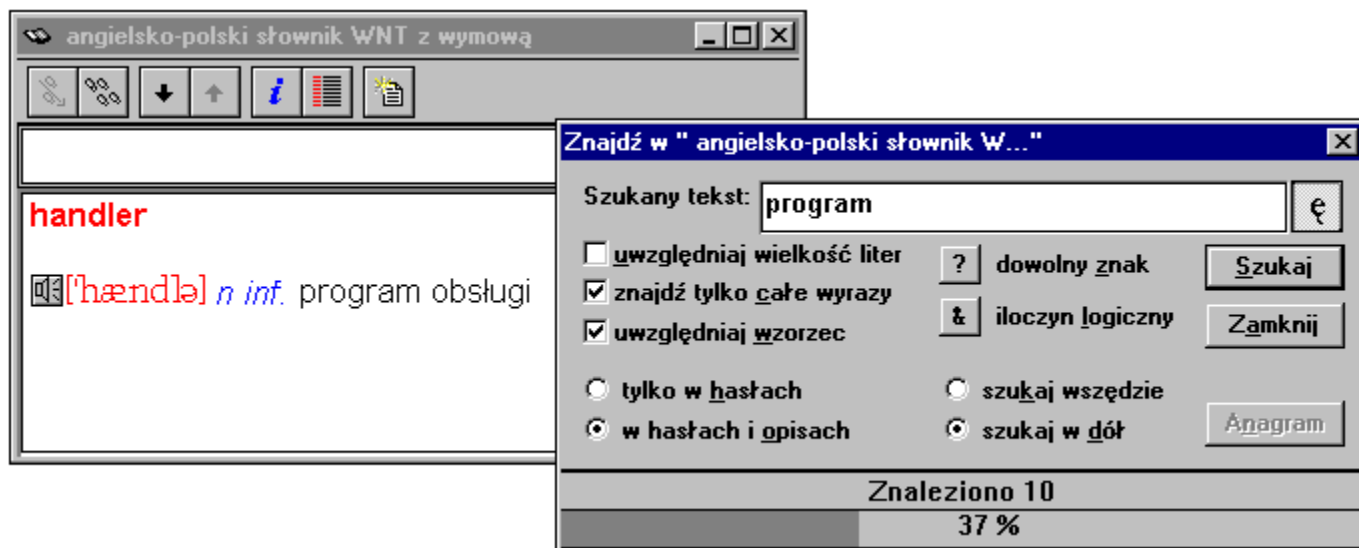 angielsko-polski słownik WNT z wymową
i
handler
['hændlə] n inf. program obsługi
Znajdź w " angielsko-polski słownik W..."
Szukany tekst: program ę
uwzględniaj wielkość liter
znajdź tylko całe wyrazy
uwzględniaj wzorzec
? dowolny znak
& iloczyn logiczny
Szukaj
Zamknij
tylko w hasłach
w hasłach i opisach
szukaj wszędzie
szukaj w dół
Anagram
Znaleziono 10
37 %